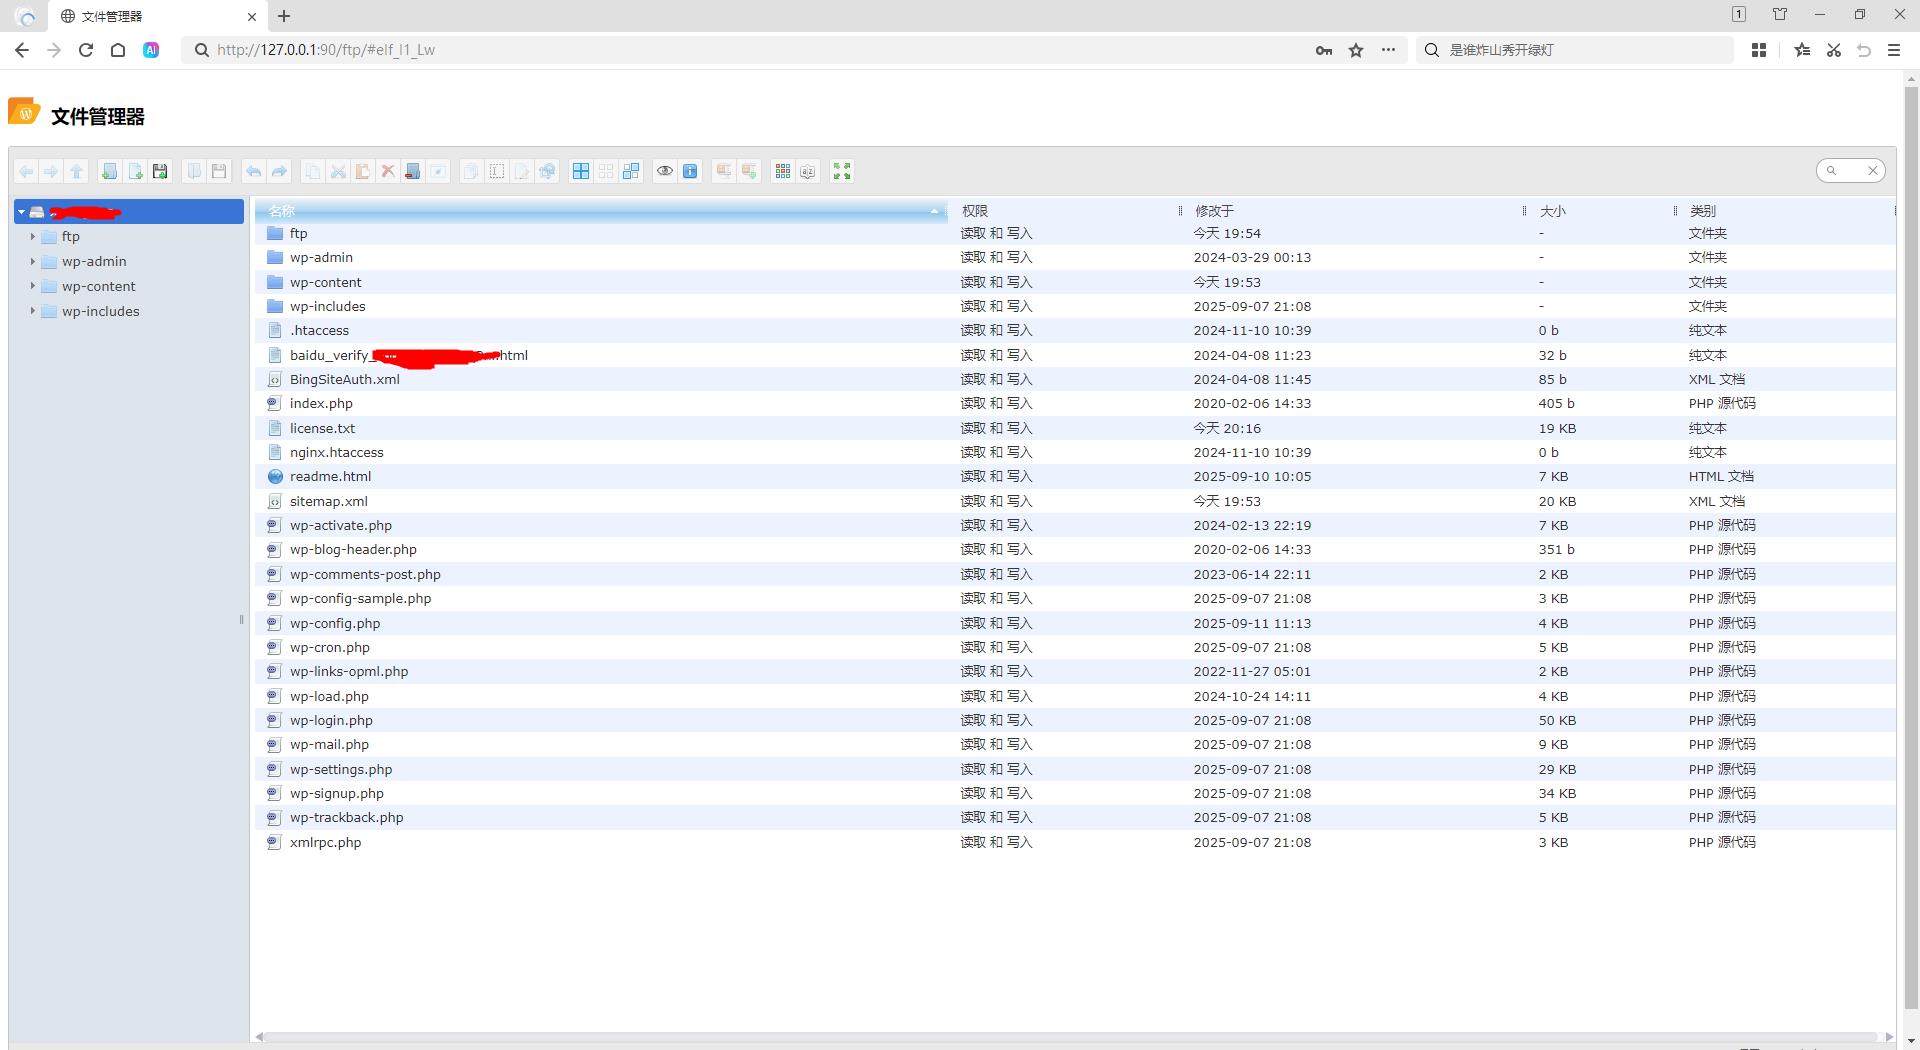 文件管理器
1
AI
http://127.0.0.1:90/ftp/#elf_l1_Lw
是谁炸山秀开绿灯
文件管理器
ftp
wp-admin
wp-content
wp-includes
名称 权限 修改于 大小 类别
ftp 读取 和 写入 今天 19:54 - 文件夹
wp-admin 读取 和 写入 2024-03-29 00:13 - 文件夹
wp-content 读取 和 写入 今天 19:53 - 文件夹
wp-includes 读取 和 写入 2025-09-07 21:08 - 文件夹
.htaccess 读取 和 写入 2024-11-10 10:39 0 b 纯文本
baidu_verify_ .html 读取 和 写入 2024-04-08 11:23 32 b 纯文本
BingSiteAuth.xml 读取 和 写入 2024-04-08 11:45 85 b XML 文档
index.php 读取 和 写入 2020-02-06 14:33 405 b PHP 源代码
license.txt 读取 和 写入 今天 20:16 19 KB 纯文本
nginx.htaccess 读取 和 写入 2024-11-10 10:39 0 b 纯文本
readme.html 读取 和 写入 2025-09-10 10:05 7 KB HTML 文档
sitemap.xml 读取 和 写入 今天 19:53 20 KB XML 文档
wp-activate.php 读取 和 写入 2024-02-13 22:19 7 KB PHP 源代码
wp-blog-header.php 读取 和 写入 2020-02-06 14:33 351 b PHP 源代码
wp-comments-post.php 读取 和 写入 2023-06-14 22:11 2 KB PHP 源代码
wp-config-sample.php 读取 和 写入 2025-09-07 21:08 3 KB PHP 源代码
wp-config.php 读取 和 写入 2025-09-11 11:13 4 KB PHP 源代码
wp-cron.php 读取 和 写入 2025-09-07 21:08 5 KB PHP 源代码
wp-links-opml.php 读取 和 写入 2022-11-27 05:01 2 KB PHP 源代码
wp-load.php 读取 和 写入 2024-10-24 14:11 4 KB PHP 源代码
wp-login.php 读取 和 写入 2025-09-07 21:08 50 KB PHP 源代码
wp-mail.php 读取 和 写入 2025-09-07 21:08 9 KB PHP 源代码
wp-settings.php 读取 和 写入 2025-09-07 21:08 29 KB PHP 源代码
wp-signup.php 读取 和 写入 2025-09-07 21:08 34 KB PHP 源代码
wp-trackback.php 读取 和 写入 2025-09-07 21:08 5 KB PHP 源代码
xmlrpc.php 读取 和 写入 2025-09-07 21:08 3 KB PHP 源代码